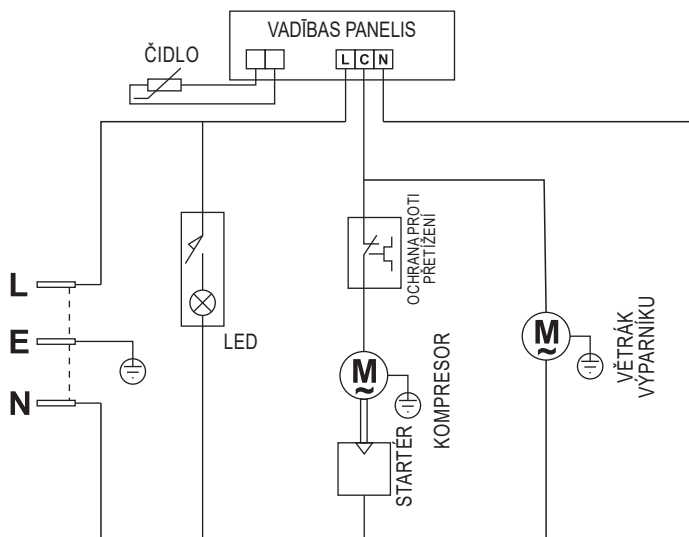 VADĪBAS PANELIS
ČIDLO
L C N
L
E
N
LED
OCHRANA PROTI
PŘETÍŽENÍ
M
~
KOMPRESOR
STARTÉR
M
~
VĚTRÁK
VÝPARNÍKU